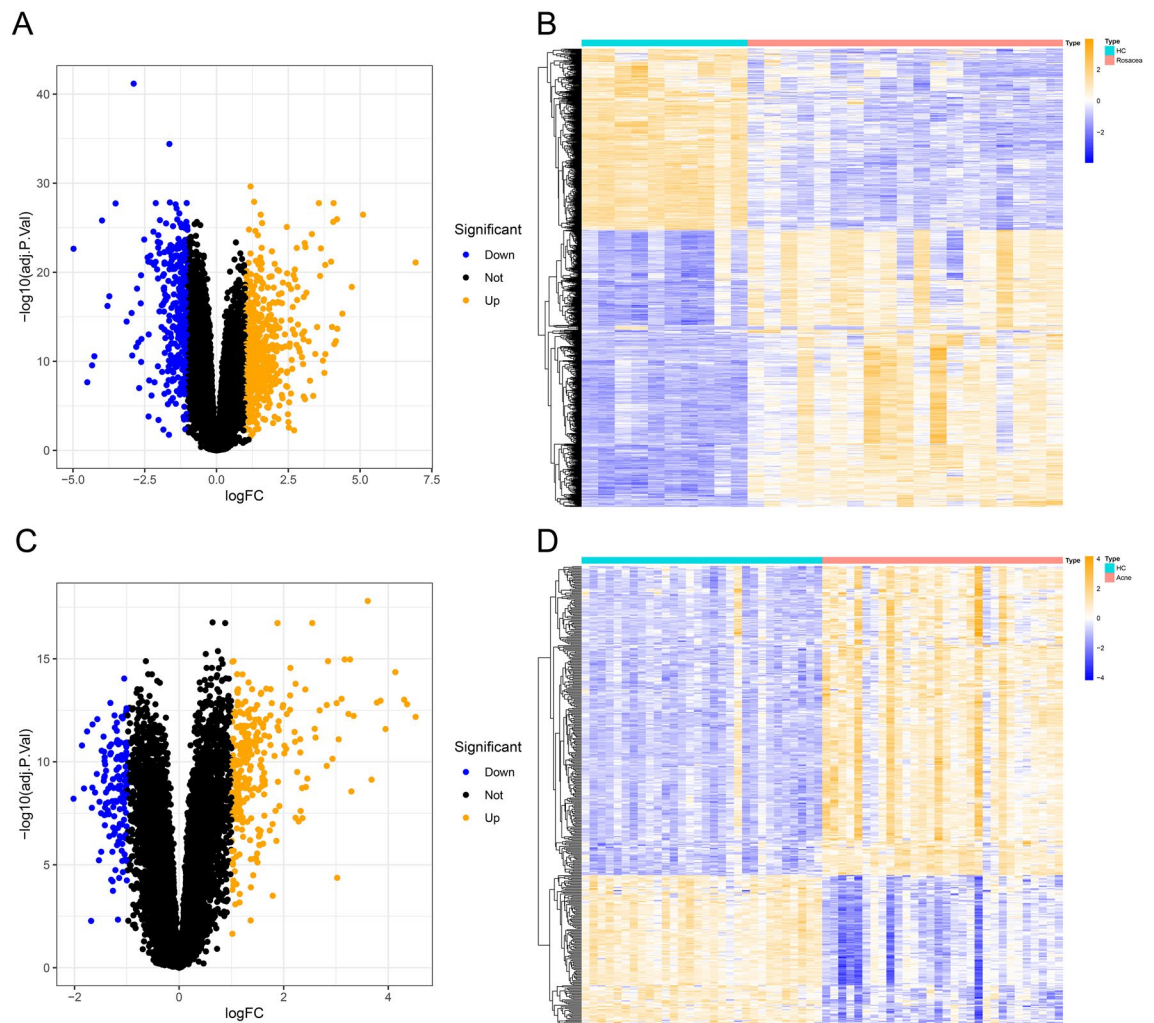 A
−log10(adj.P.Val)
40
30
20
10
0
−5.0
−2.5
0.0
2.5
5.0
7.5
logFC
Significant
Down
Not
Up
B
Type
Type
HC
Rosacea
2
0
−2
C
−log10(adj.P.Val)
15
10
5
0
−2
0
2
4
logFC
Significant
Down
Not
Up
D
Type
Type
HC
Acne
4
2
0
−2
−4